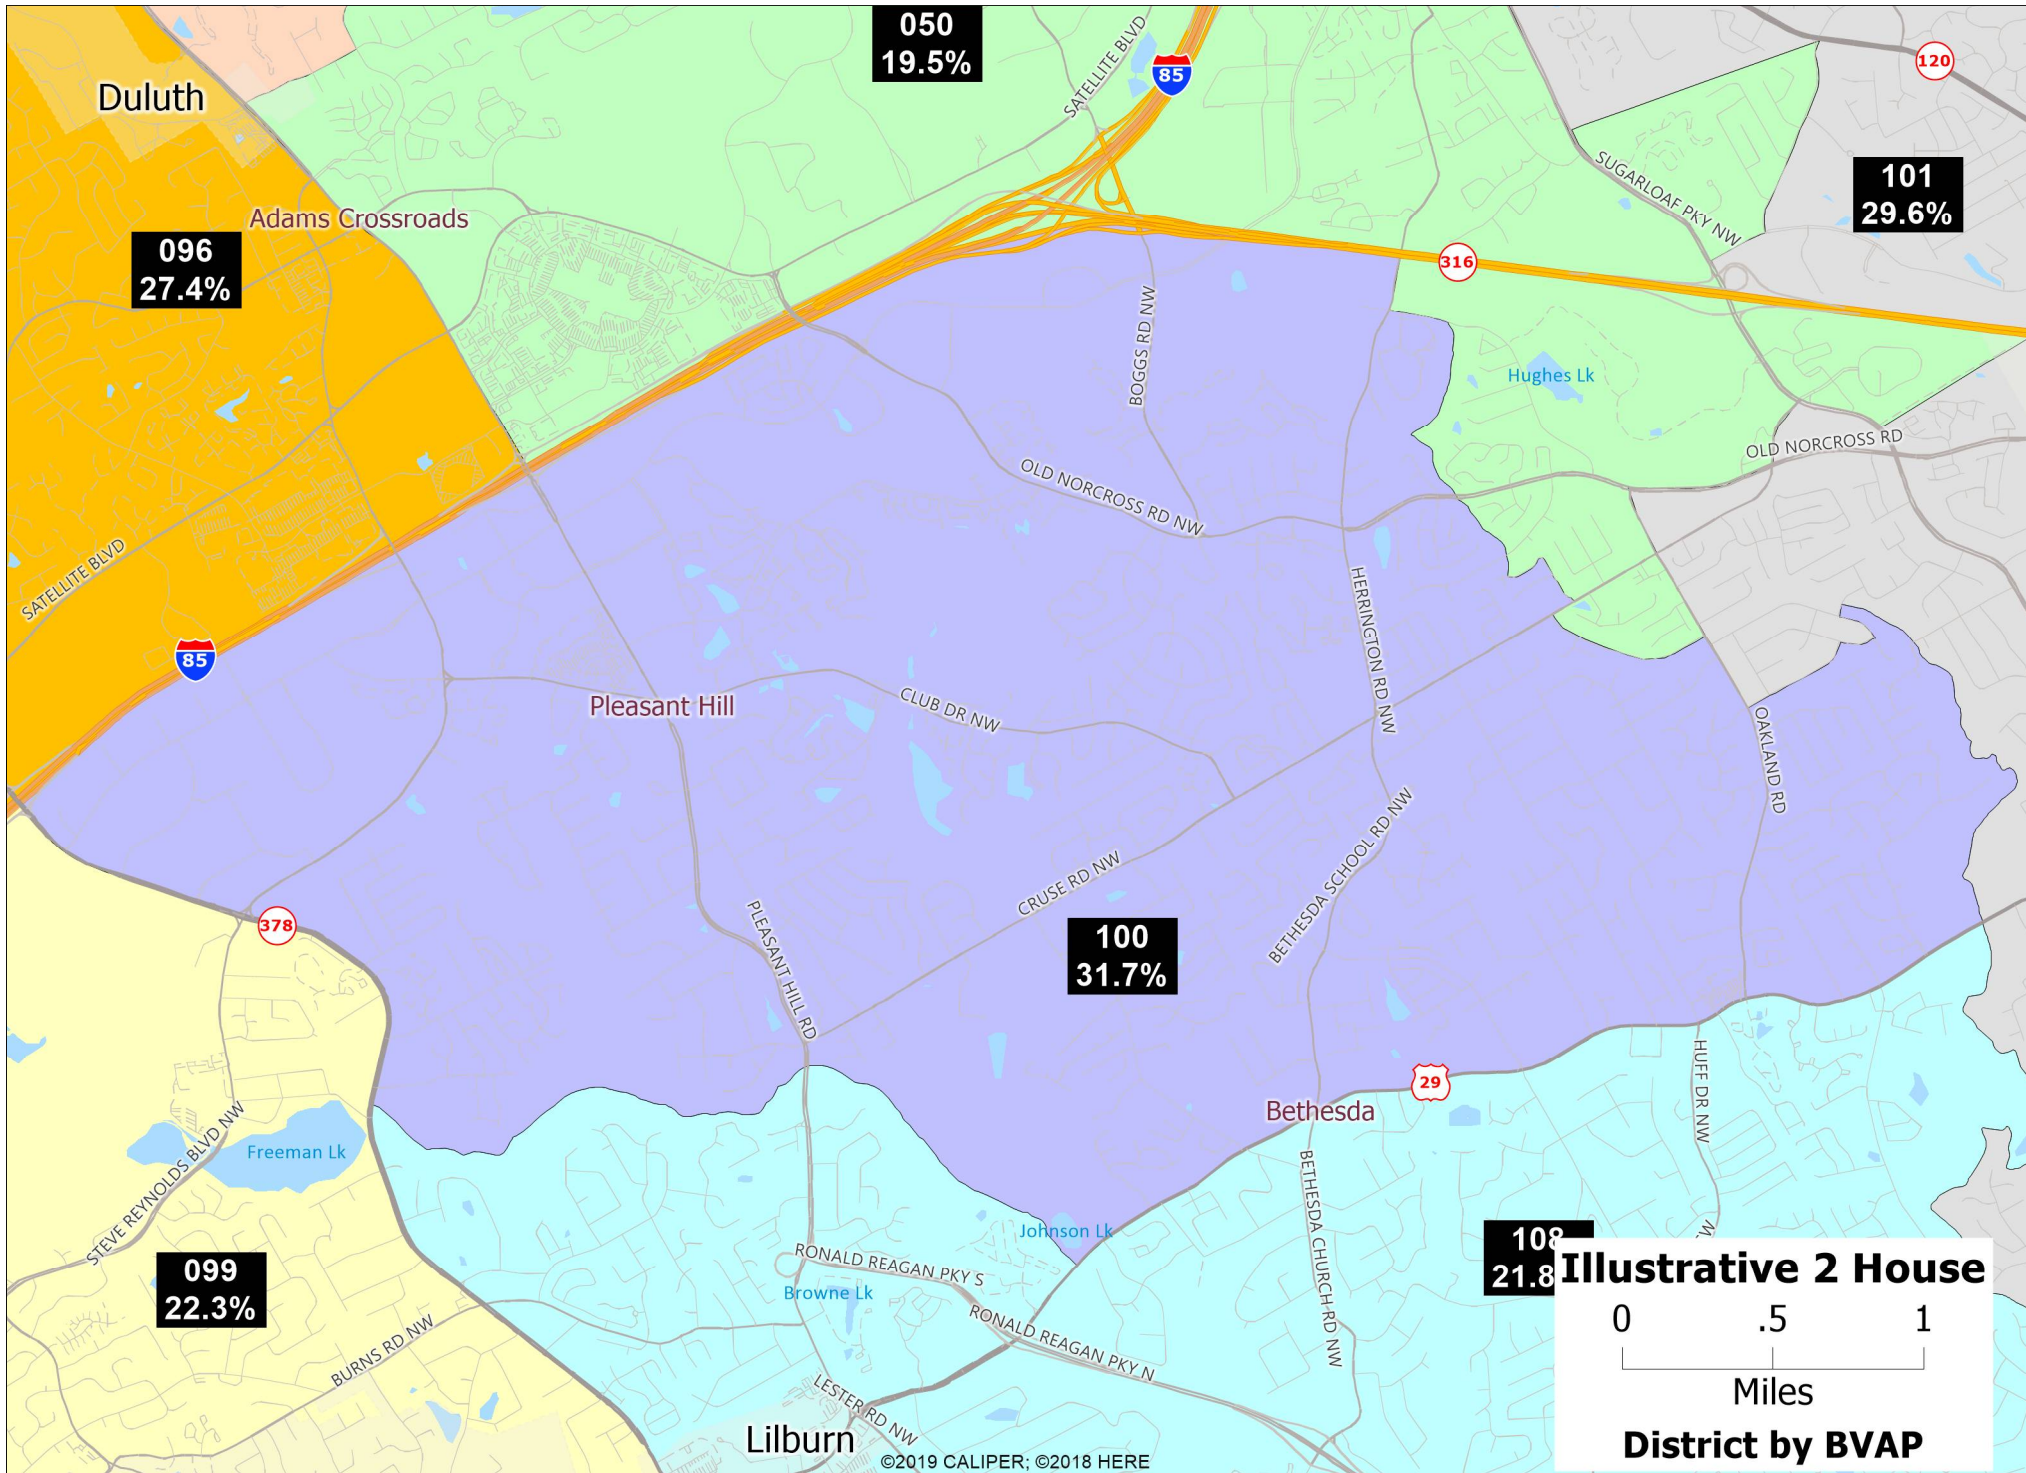 050
19.5%
SATELLITE BLVD
85
120
Duluth
SUGARLOAF PKY NW
101
29.6%
Adams Crossroads
096
27.4%
316
BOGGS RD NW
Hughes Lk
OLD NORCROSS RD
OLD NORCROSS RD NW
SATELLITE BLVD
HERRINGTON RD NW
85
Pleasant Hill
CLUB DR NW
OAKLAND RD
BETHESDA SCHOOL RD NW
CRUSE RD NW
378
PLEASANT HILL RD
100
31.7%
29
HUFF DR NW
Bethesda
STEVE REYNOLDS BLVD NW
Freeman Lk
BETHESDA CHURCH RD NW
Johnson Lk
108
21.8
RONALD REAGAN PKY S
099
22.3%
Browne Lk
RONALD REAGAN PKY N
BURNS RD NW
LESTER RD NW
Lilburn
©2019 CALIPER; ©2018 HERE
Illustrative 2 House
0 .5 1
Miles
District by BVAP